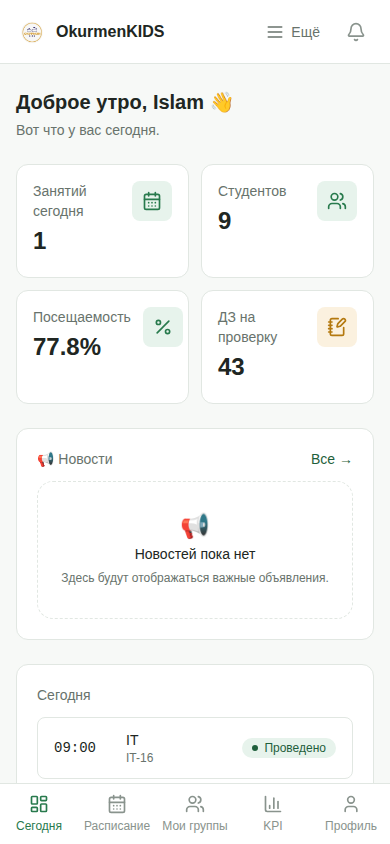 OkurmenKIDS
Ещё
Доброе утро, Islam 👋
Вот что у вас сегодня.
Занятий
сегодня
1
Студентов
9
Посещаемость
77.8%
ДЗ на
проверку
43
📢 Новости
Все →
📢
Новостей пока нет
Здесь будут отображаться важные объявления.
Сегодня
09:00
IT
IT-16
Проведено
Сегодня
Расписание
Мои группы
KPI
Профиль